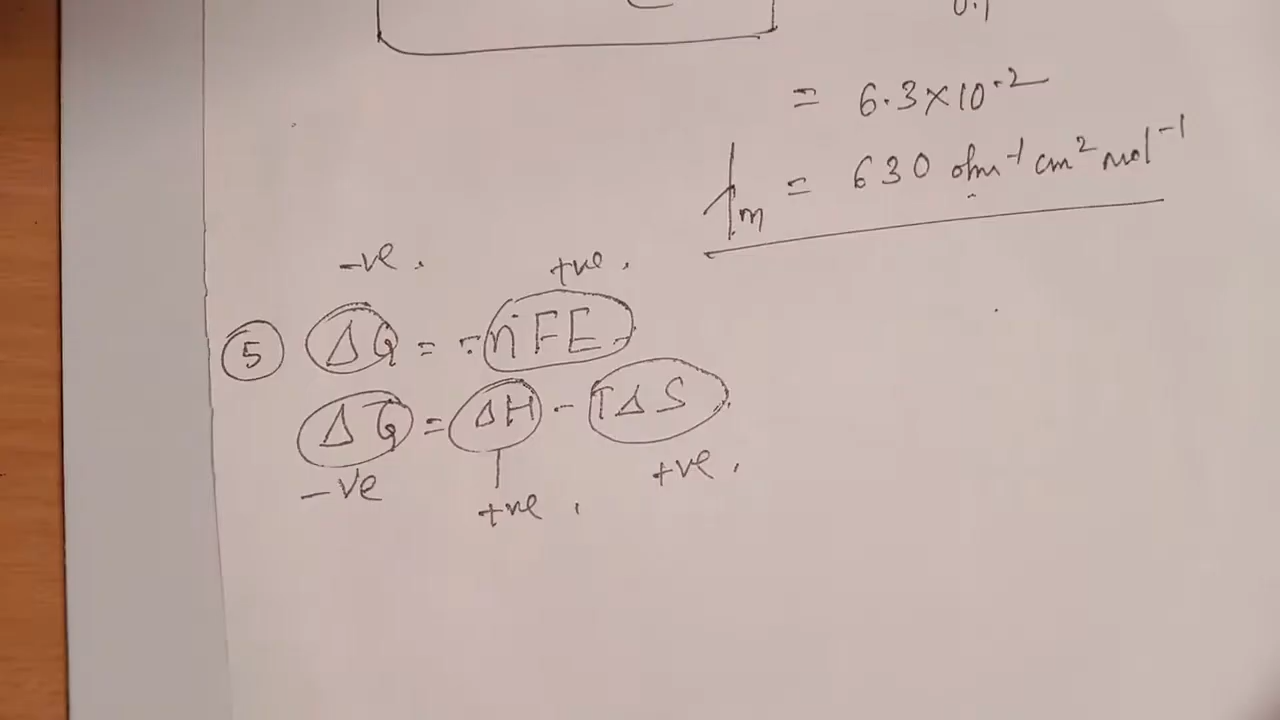 0.1
= 6.3×10⁻²
Λm = 630 ohm⁻¹ cm² mol⁻¹
-ve. +ve.
5 ΔG = -nFE
ΔG = ΔH - TΔS
-ve +ve. +ve.